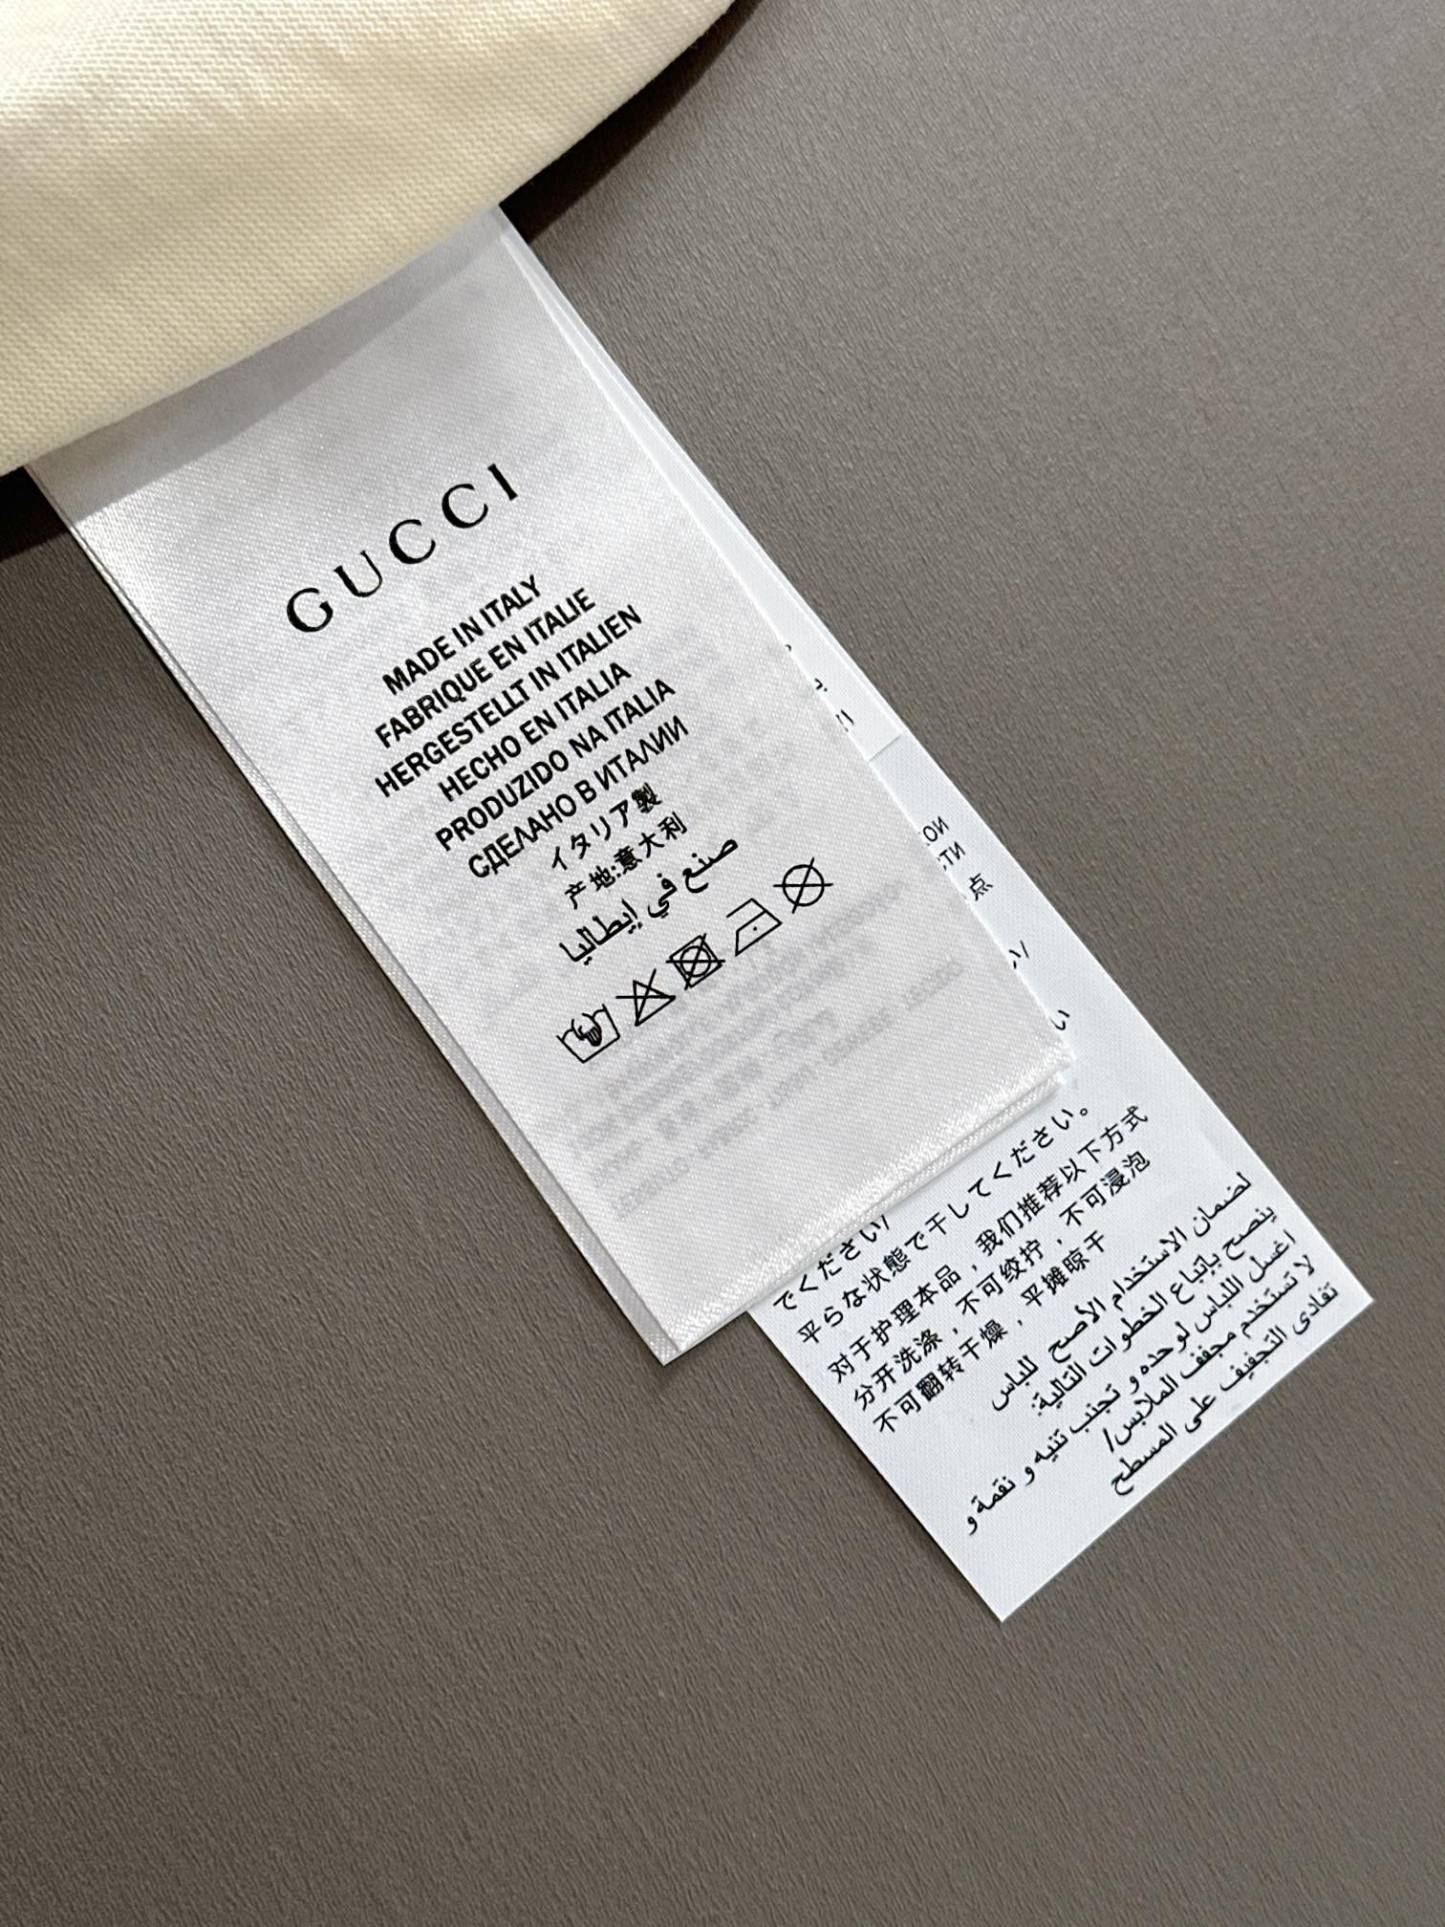 GUCCI
MADE IN ITALY
FABRIQUE EN ITALIE
HERGESTELLT IN ITALIEN
HECHO EN ITALIA
PRODUZIDO NA ITALIA
СДЕЛАНО В ИТАЛИИ
イタリア製
产地:意大利
صنع في إيطاليا
点
でください/
平らな状態で干してください。
对于护理本品，我们推荐以下方式
分开洗涤，不可绞拧，不可浸泡
不可翻转干燥，平摊晾干
لضمان الاستخدام الأصح للباس
ينصح بإتباع الخطوات التالية:
اغسل اللباس لوحده و تجنب تنيه و نقمة و
لا تستخدم مجفف الملابس/
تفادى التجفيف على المسطح